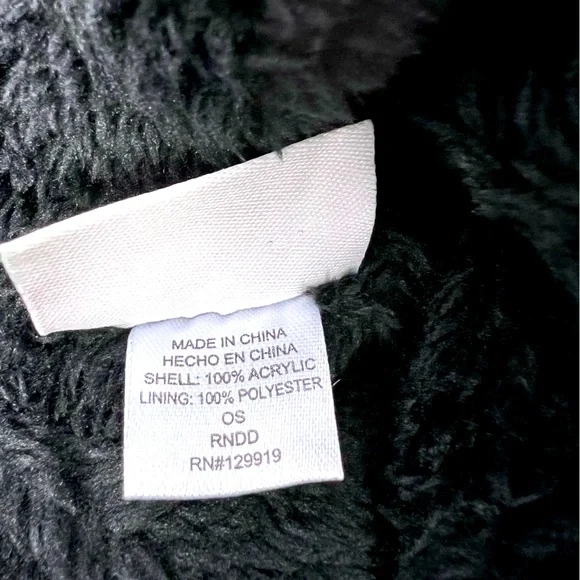 MADE IN CHINA
HECHO EN CHINA
SHELL: 100% ACRYLIC
LINING: 100% POLYESTER
OS
RNDD
RN#129919